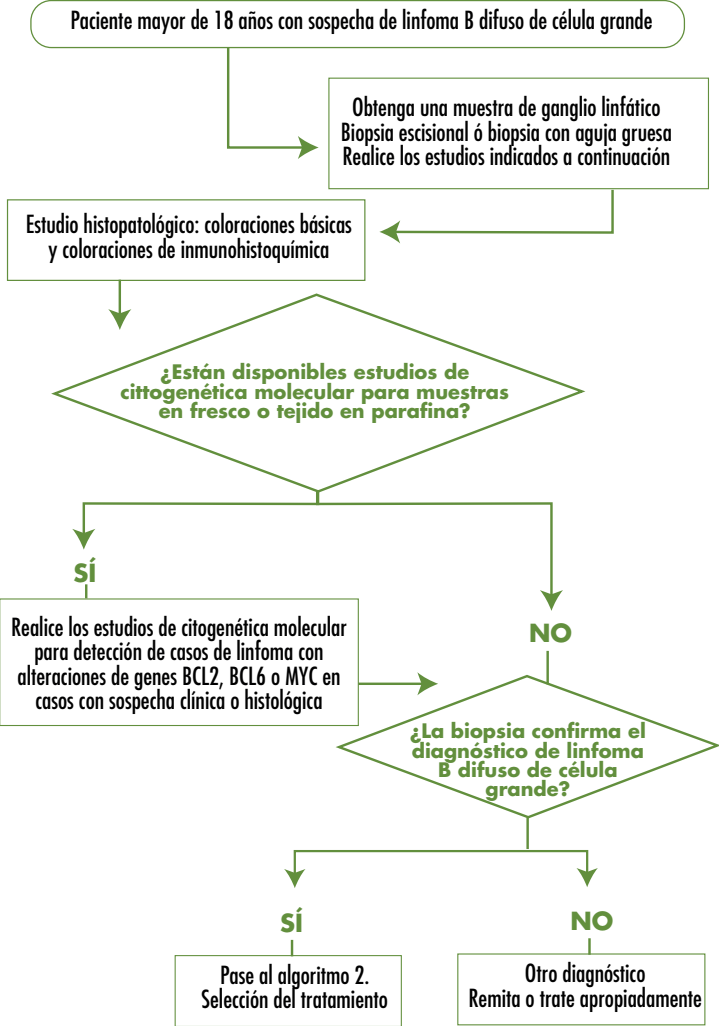 Paciente mayor de 18 años con sospecha de linfoma B difuso de célula grande
Obtenga una muestra de ganglio linfático
Biopsia escisional ó biopsia con aguja gruesa
Realice los estudios indicados a continuación
Estudio histopatológico: coloraciones básicas
y coloraciones de inmunohistoquímica
¿Están disponibles estudios de
cittogenética molecular para muestras
en fresco o tejido en parafina?
SÍ
Realice los estudios de citogenética molecular
para detección de casos de linfoma con
alteraciones de genes BCL2, BCL6 o MYC en
casos con sospecha clínica o histológica
NO
¿La biopsia confirma el
diagnóstico de linfoma
B difuso de célula
grande?
SÍ
Pase al algoritmo 2.
Selección del tratamiento
NO
Otro diagnóstico
Remita o trate apropiadamente